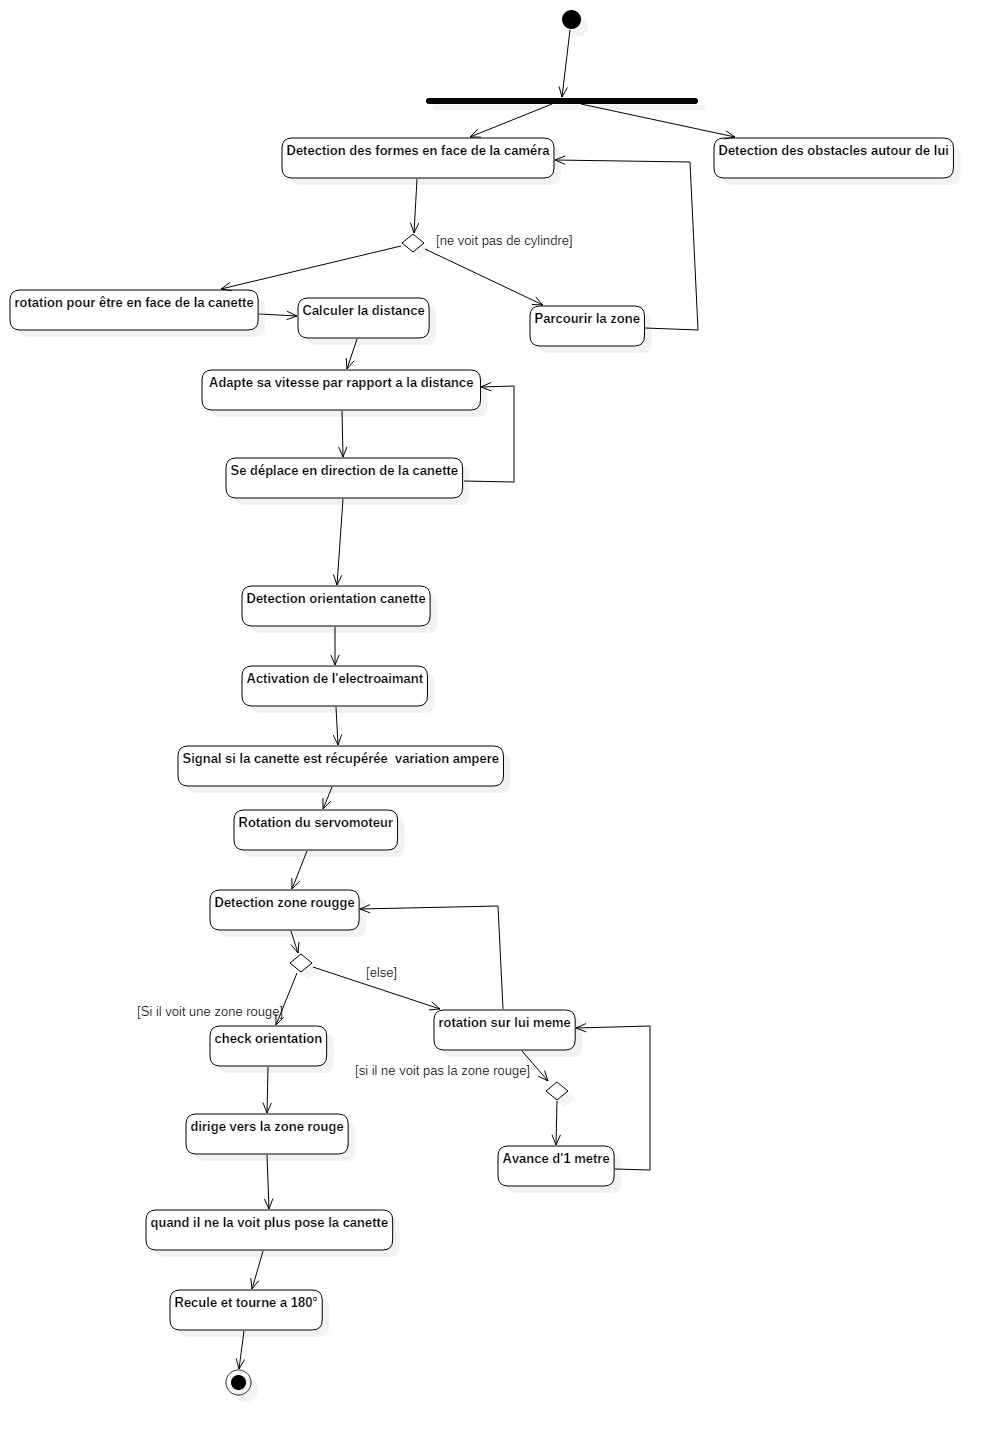 Detection des formes en face de la caméra
Detection des obstacles autour de lui
[ne voit pas de cylindre]
rotation pour être en face de la canette
Calculer la distance
Parcourir la zone
Adapte sa vitesse par rapport a la distance
Se déplace en direction de la canette
Detection orientation canette
Activation de l'electroaimant
Signal si la canette est récupérée  variation ampere
Rotation du servomoteur
Detection zone rougge
[else]
[Si il voit une zone rouge]
rotation sur lui meme
check orientation
[si il ne voit pas la zone rouge]
dirige vers la zone rouge
Avance d'1 metre
quand il ne la voit plus pose la canette
Recule et tourne a 180°